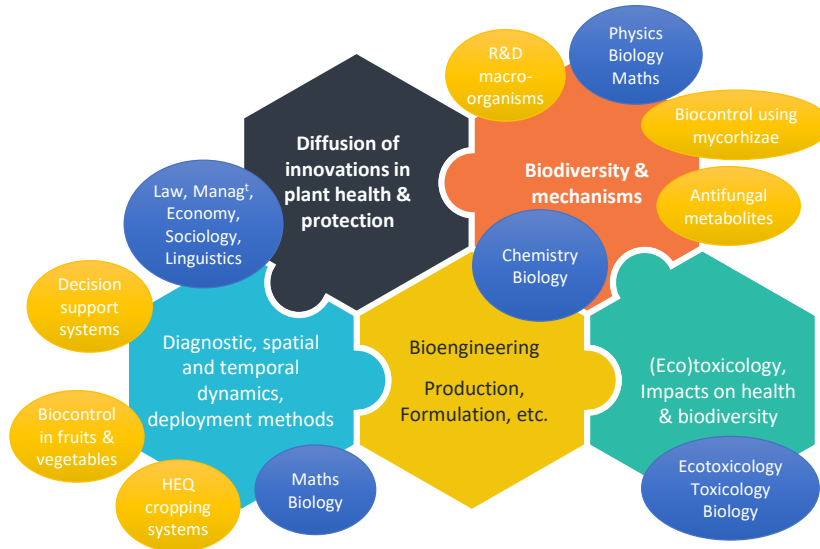 R&D
macro-
organisms
Physics
Biology
Maths
Biocontrol using
mycorhizae
Diffusion of
innovations in
plant health &
protection
Biodiversity &
mechanisms
Antifungal
metabolites
Law, Managᵗ,
Economy,
Sociology,
Linguistics
Chemistry
Biology
Decision
support
systems
Diagnostic, spatial
and temporal
dynamics,
deployment methods
Bioengineering
Production,
Formulation, etc.
(Eco)toxicology,
Impacts on health
& biodiversity
Biocontrol
in fruits &
vegetables
HEQ
cropping
systems
Maths
Biology
Ecotoxicology
Toxicology
Biology